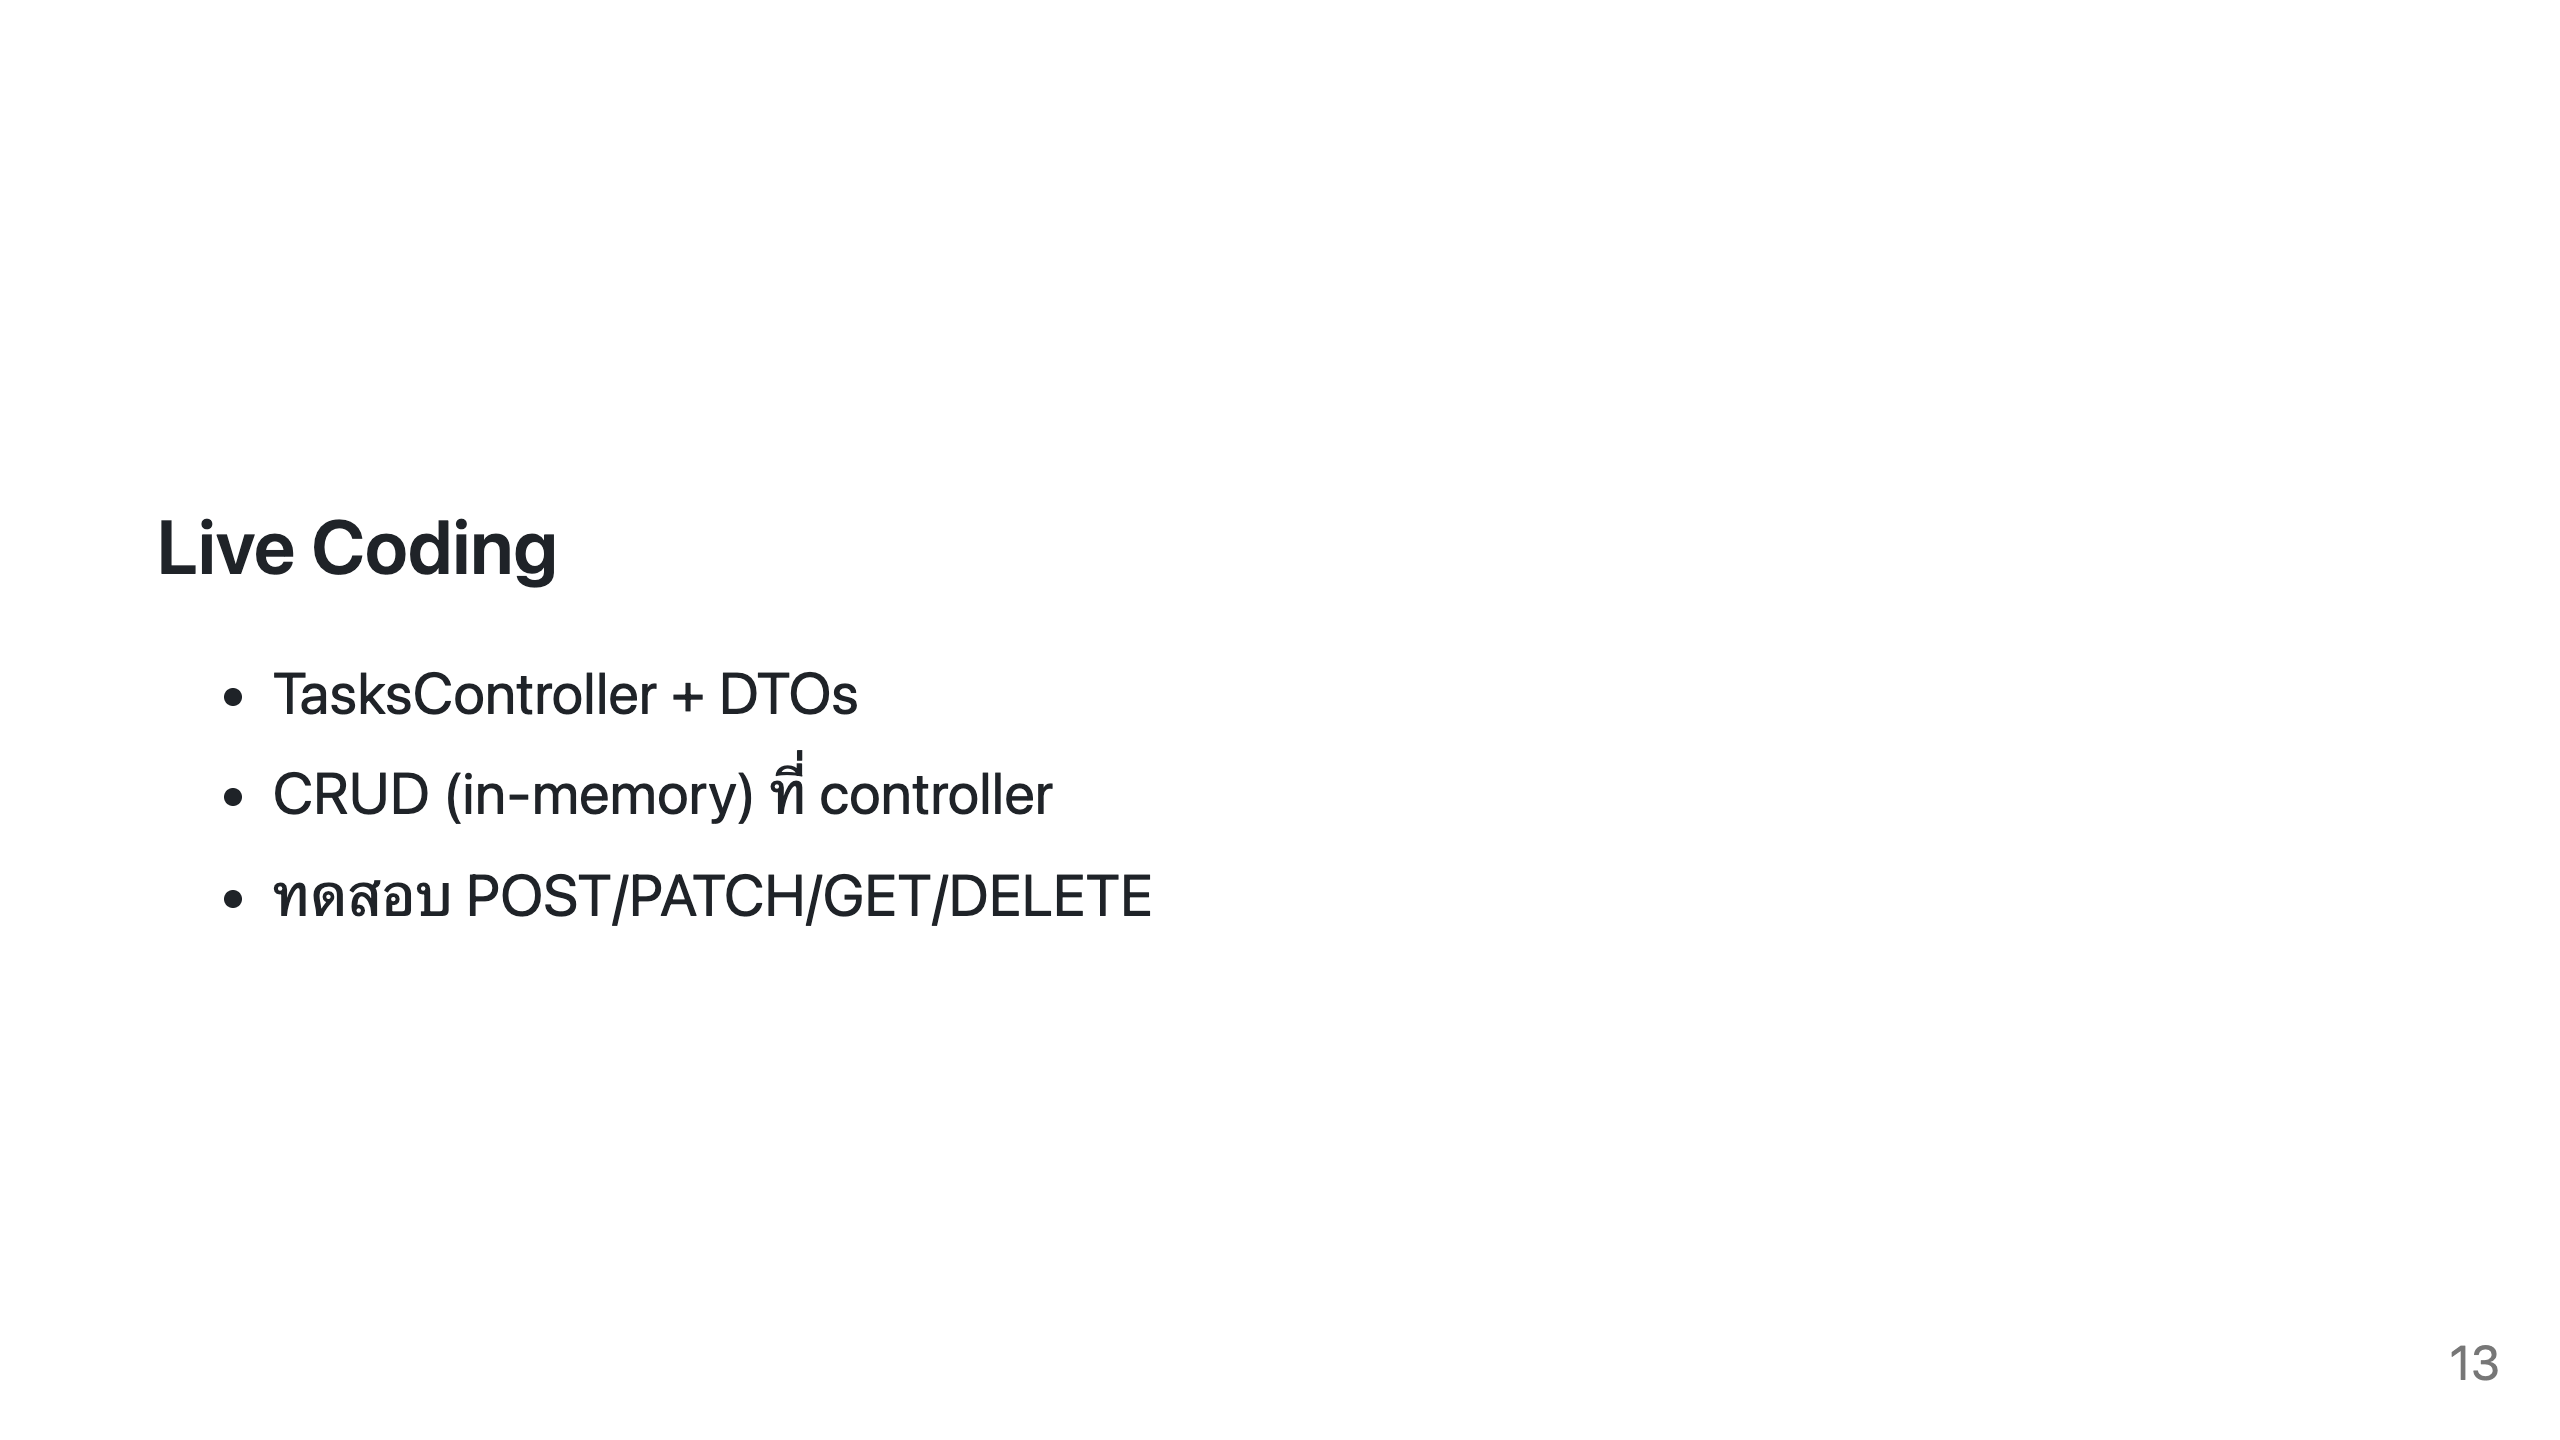 Live Coding
TasksController + DTOs
CRUD (in-memory) ที่ controller
ทดสอบ POST/PATCH/GET/DELETE
13